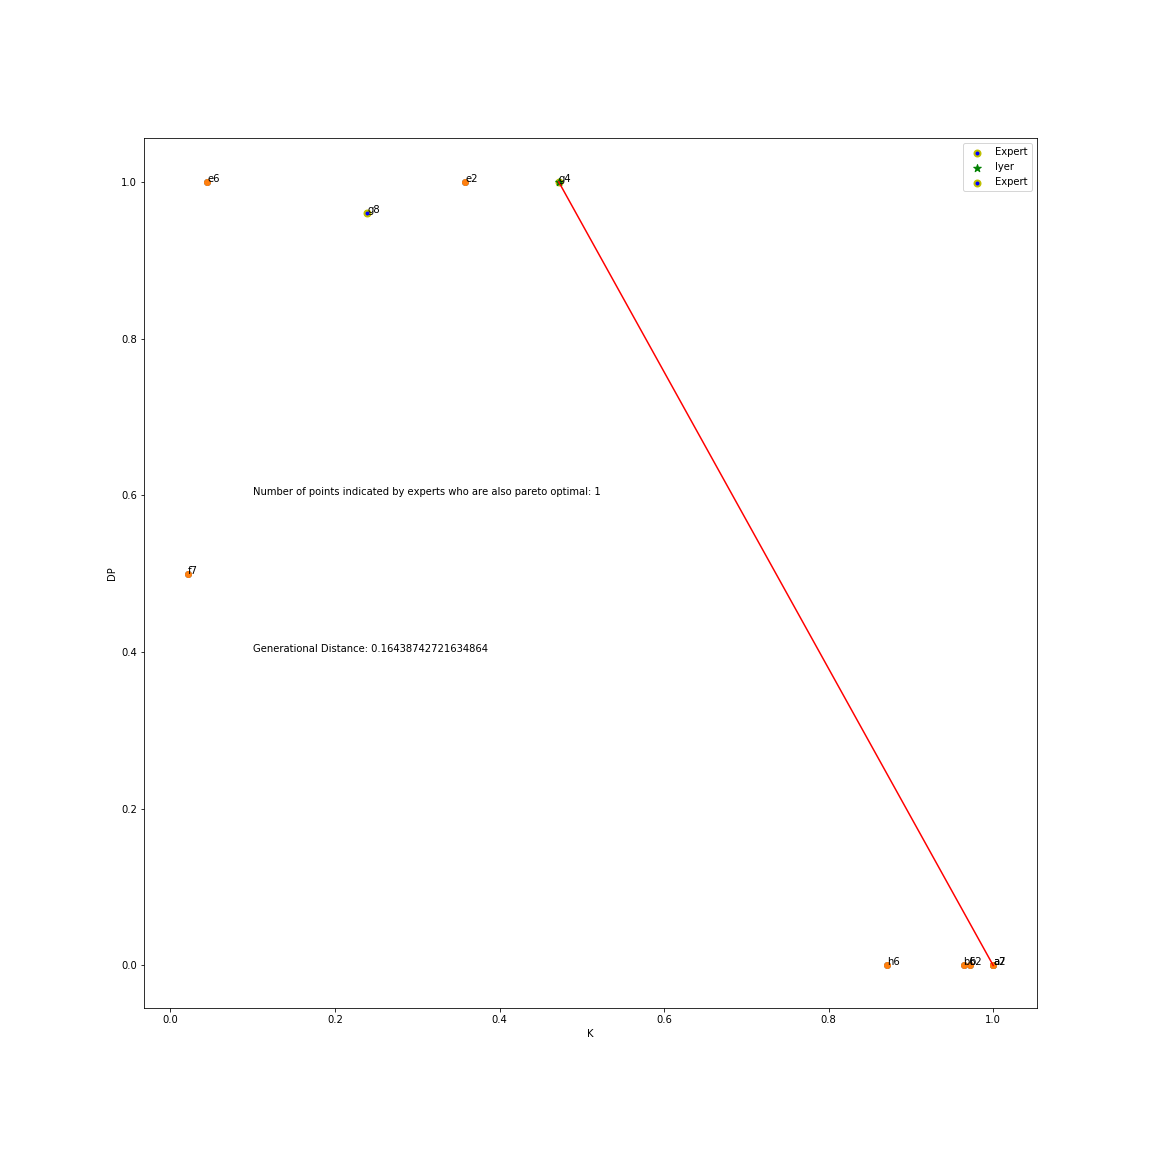 Expert
Iyer
Expert
1.0
e6
e2
g4
g8
0.8
Number of points indicated by experts who are also pareto optimal: 1
0.6
DP
f7
Generational Distance: 0.16438742721634864
0.4
0.2
h6
0.0
0.0
0.2
0.4
0.6
0.8
1.0
K